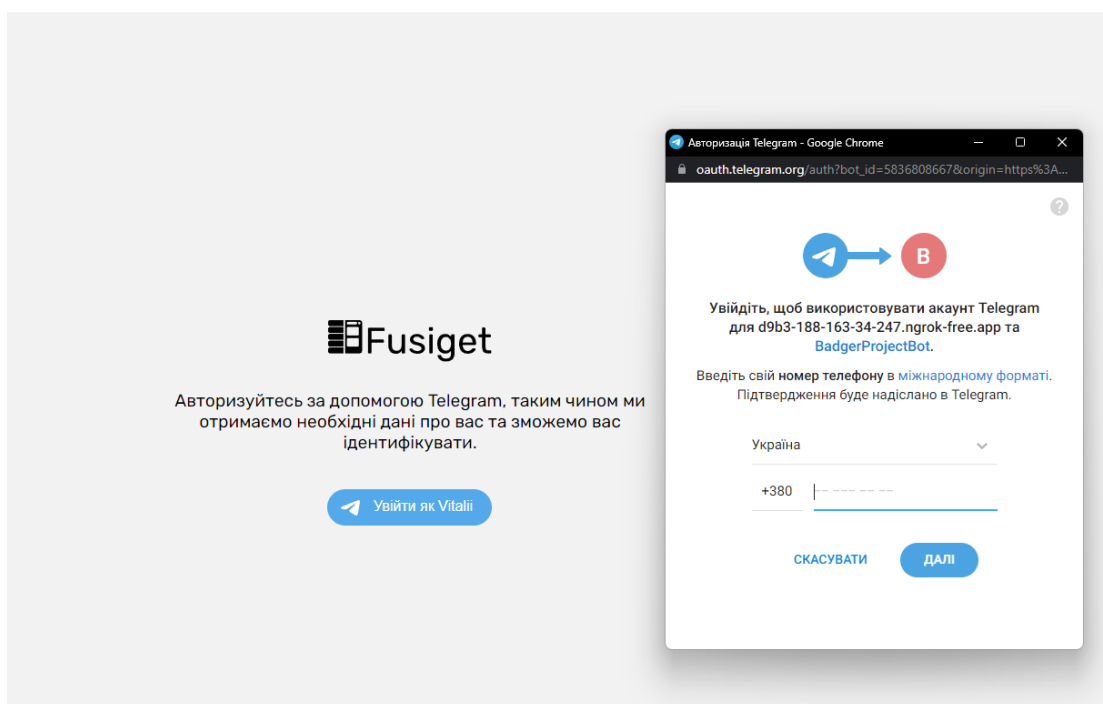 Fusiget
Авторизуйтесь за допомогою Telegram, таким чином ми
отримаємо необхідні дані про вас та зможемо вас
ідентифікувати.
Увійти як Vitalii
Авторизація Telegram - Google Chrome
oauth.telegram.org/auth?bot_id=5836808667&origin=https%3A...
B
Увійдіть, щоб використовувати акаунт Telegram
для d9b3-188-163-34-247.ngrok-free.app та
BadgerProjectBot.
Введіть свій номер телефону в міжнародному форматі.
Підтвердження буде надіслано в Telegram.
Україна
+380 -- --- -- --
СКАСУВАТИ ДАЛІ